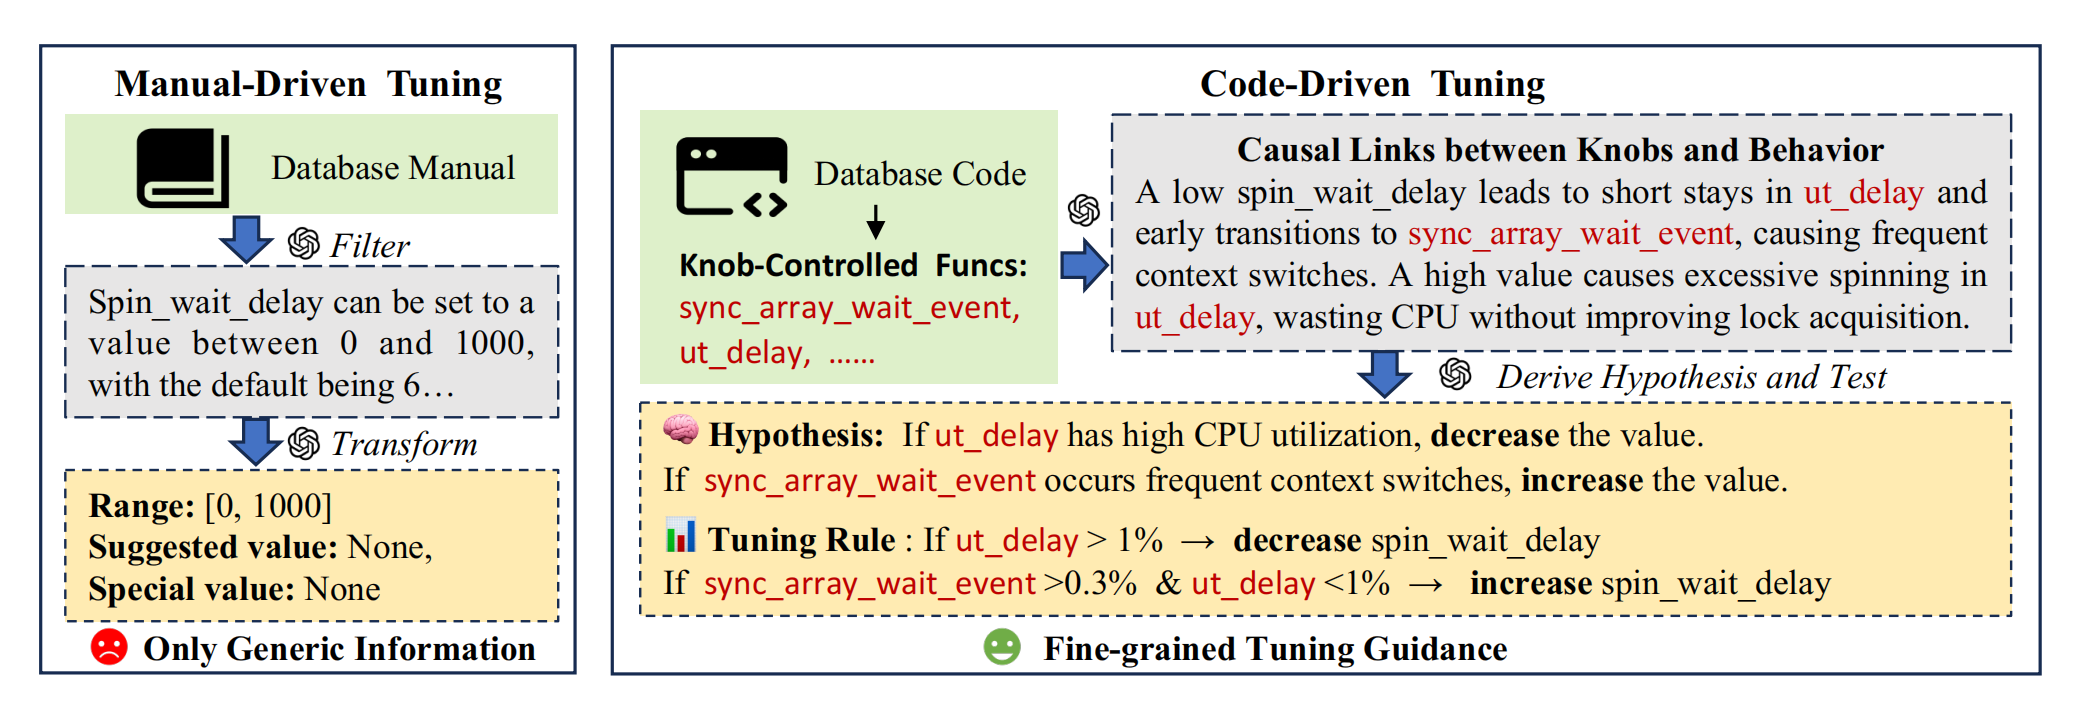 Manual-Driven Tuning
Database Manual
Filter
Spin_wait_delay can be set to a
value between 0 and 1000,
with the default being 6…
Transform
Range: [0, 1000]
Suggested value: None,
Special value: None
Only Generic Information
Code-Driven Tuning
Database Code
Knob-Controlled Funcs:
sync_array_wait_event,
ut_delay, ……
Causal Links between Knobs and Behavior
A low spin_wait_delay leads to short stays in ut_delay and
early transitions to sync_array_wait_event, causing frequent
context switches. A high value causes excessive spinning in
ut_delay, wasting CPU without improving lock acquisition.
Derive Hypothesis and Test
Hypothesis: If ut_delay has high CPU utilization, decrease the value.
If sync_array_wait_event occurs frequent context switches, increase the value.
Tuning Rule : If ut_delay > 1% → decrease spin_wait_delay
If sync_array_wait_event >0.3% & ut_delay <1% → increase spin_wait_delay
Fine-grained Tuning Guidance